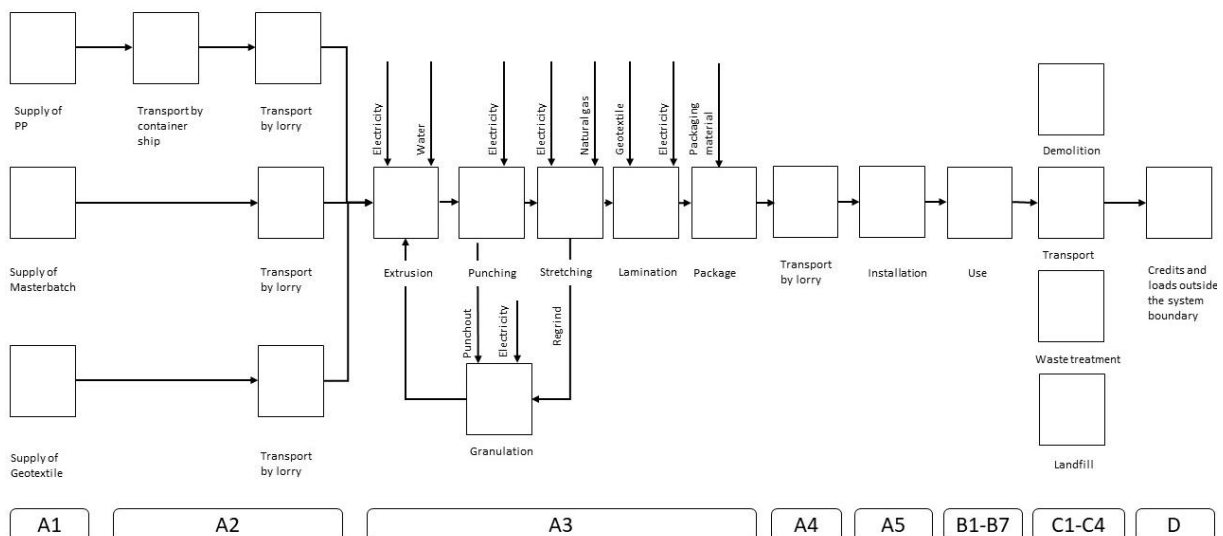 Supply of
PP
Transport by
container
ship
Transport
by lorry
Electricity
Water
Electricity
Electricity
Natural gas
Geotextile
Electricity
Packaging
material
Demolition
Supply of
Masterbatch
Transport
by lorry
Extrusion
Punching
Stretching
Lamination
Package
Transport
by lorry
Installation
Use
Transport
Credits and
loads outside
the system
boundary
Punchout
Electricity
Regrind
Waste treatment
Granulation
Supply of
Geotextile
Transport
by lorry
Landfill
A1
A2
A3
A4
A5
B1-B7
C1-C4
D